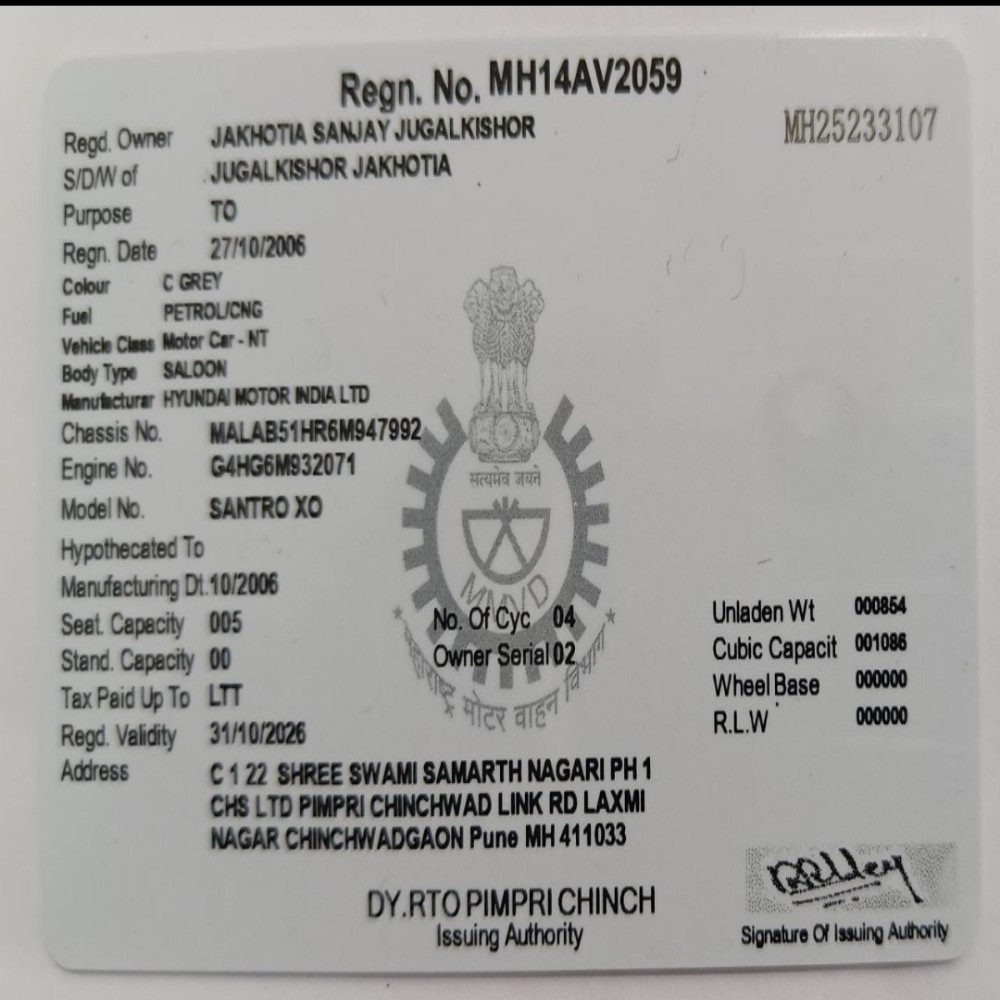 Regn. No. MH14AV2059
MH25233107
Regd. Owner JAKHOTIA SANJAY JUGALKISHOR
S/D/W of JUGALKISHOR JAKHOTIA
Purpose TO
Regn. Date 27/10/2006
Colour C GREY
Fuel PETROL/CNG
Vehicle Class Motor Car - NT
Body Type SALOON
Manufacturar HYUNDAI MOTOR INDIA LTD
Chassis No. MALAB51HR6M947992
Engine No. G4HG6M932071
सत्यमेव जयते
Model No. SANTRO XO
Hypothecated To
Manufacturing Dt. 10/2006
MMVD
Seat. Capacity 005 No. Of Cyc 04 Unladen Wt 000854
Stand. Capacity 00 Owner Serial 02 Cubic Capacit 001086
Tax Paid Up To LTT Wheel Base 000000
महाराष्ट्र मोटर वाहन विभाग
Regd. Validity 31/10/2026 R.L.W 000000
Address C 1 22 SHREE SWAMI SAMARTH NAGARI PH 1
CHS LTD PIMPRI CHINCHWAD LINK RD LAXMI
NAGAR CHINCHWADGAON Pune MH 411033
DY.RTO PIMPRI CHINCH
Issuing Authority
Signature Of Issuing Authority